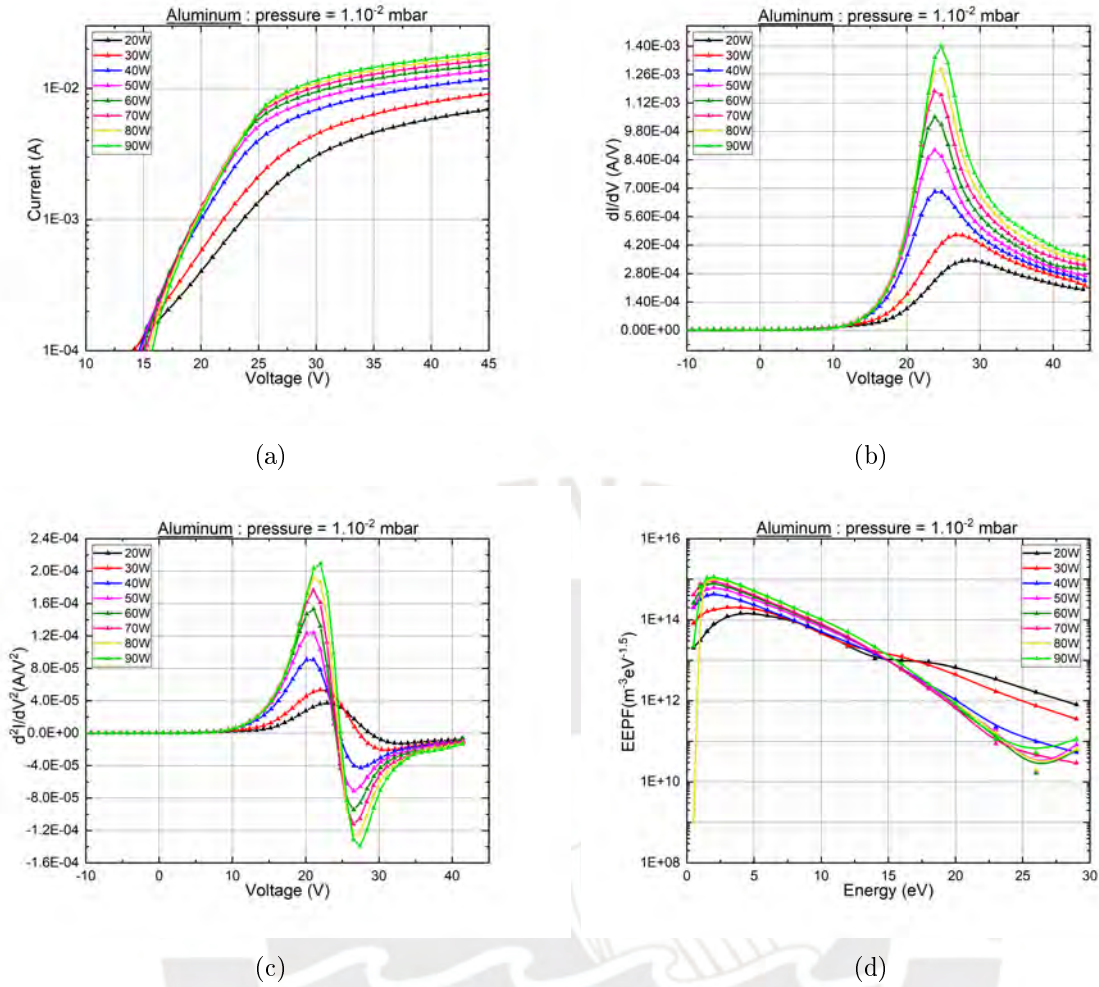 Aluminum : pressure = 1.10⁻² mbar
20W
30W
40W
50W
60W
70W
80W
90W
Current (A)
1E-02
1E-03
1E-04
10 15 20 25 30 35 40 45
Voltage (V)
(a)
Aluminum : pressure = 1.10⁻² mbar
20W
30W
40W
50W
60W
70W
80W
90W
dI/dV (A/V)
1.40E-03
1.26E-03
1.12E-03
9.80E-04
8.40E-04
7.00E-04
5.60E-04
4.20E-04
2.80E-04
1.40E-04
0.00E+00
-10 0 10 20 30 40
Voltage (V)
(b)
Aluminum : pressure = 1.10⁻² mbar
20W
30W
40W
50W
60W
70W
80W
90W
d²I/dV²(A/V²)
2.4E-04
2.0E-04
1.6E-04
1.2E-04
8.0E-05
4.0E-05
0.0E+00
-4.0E-05
-8.0E-05
-1.2E-04
-1.6E-04
-10 0 10 20 30 40
Voltage (V)
(c)
Aluminum : pressure = 1.10⁻² mbar
20W
30W
40W
50W
60W
70W
80W
90W
EEPF(m⁻³eV⁻¹·⁵)
1E+16
1E+14
1E+12
1E+10
1E+08
0 5 10 15 20 25 30
Energy (eV)
(d)